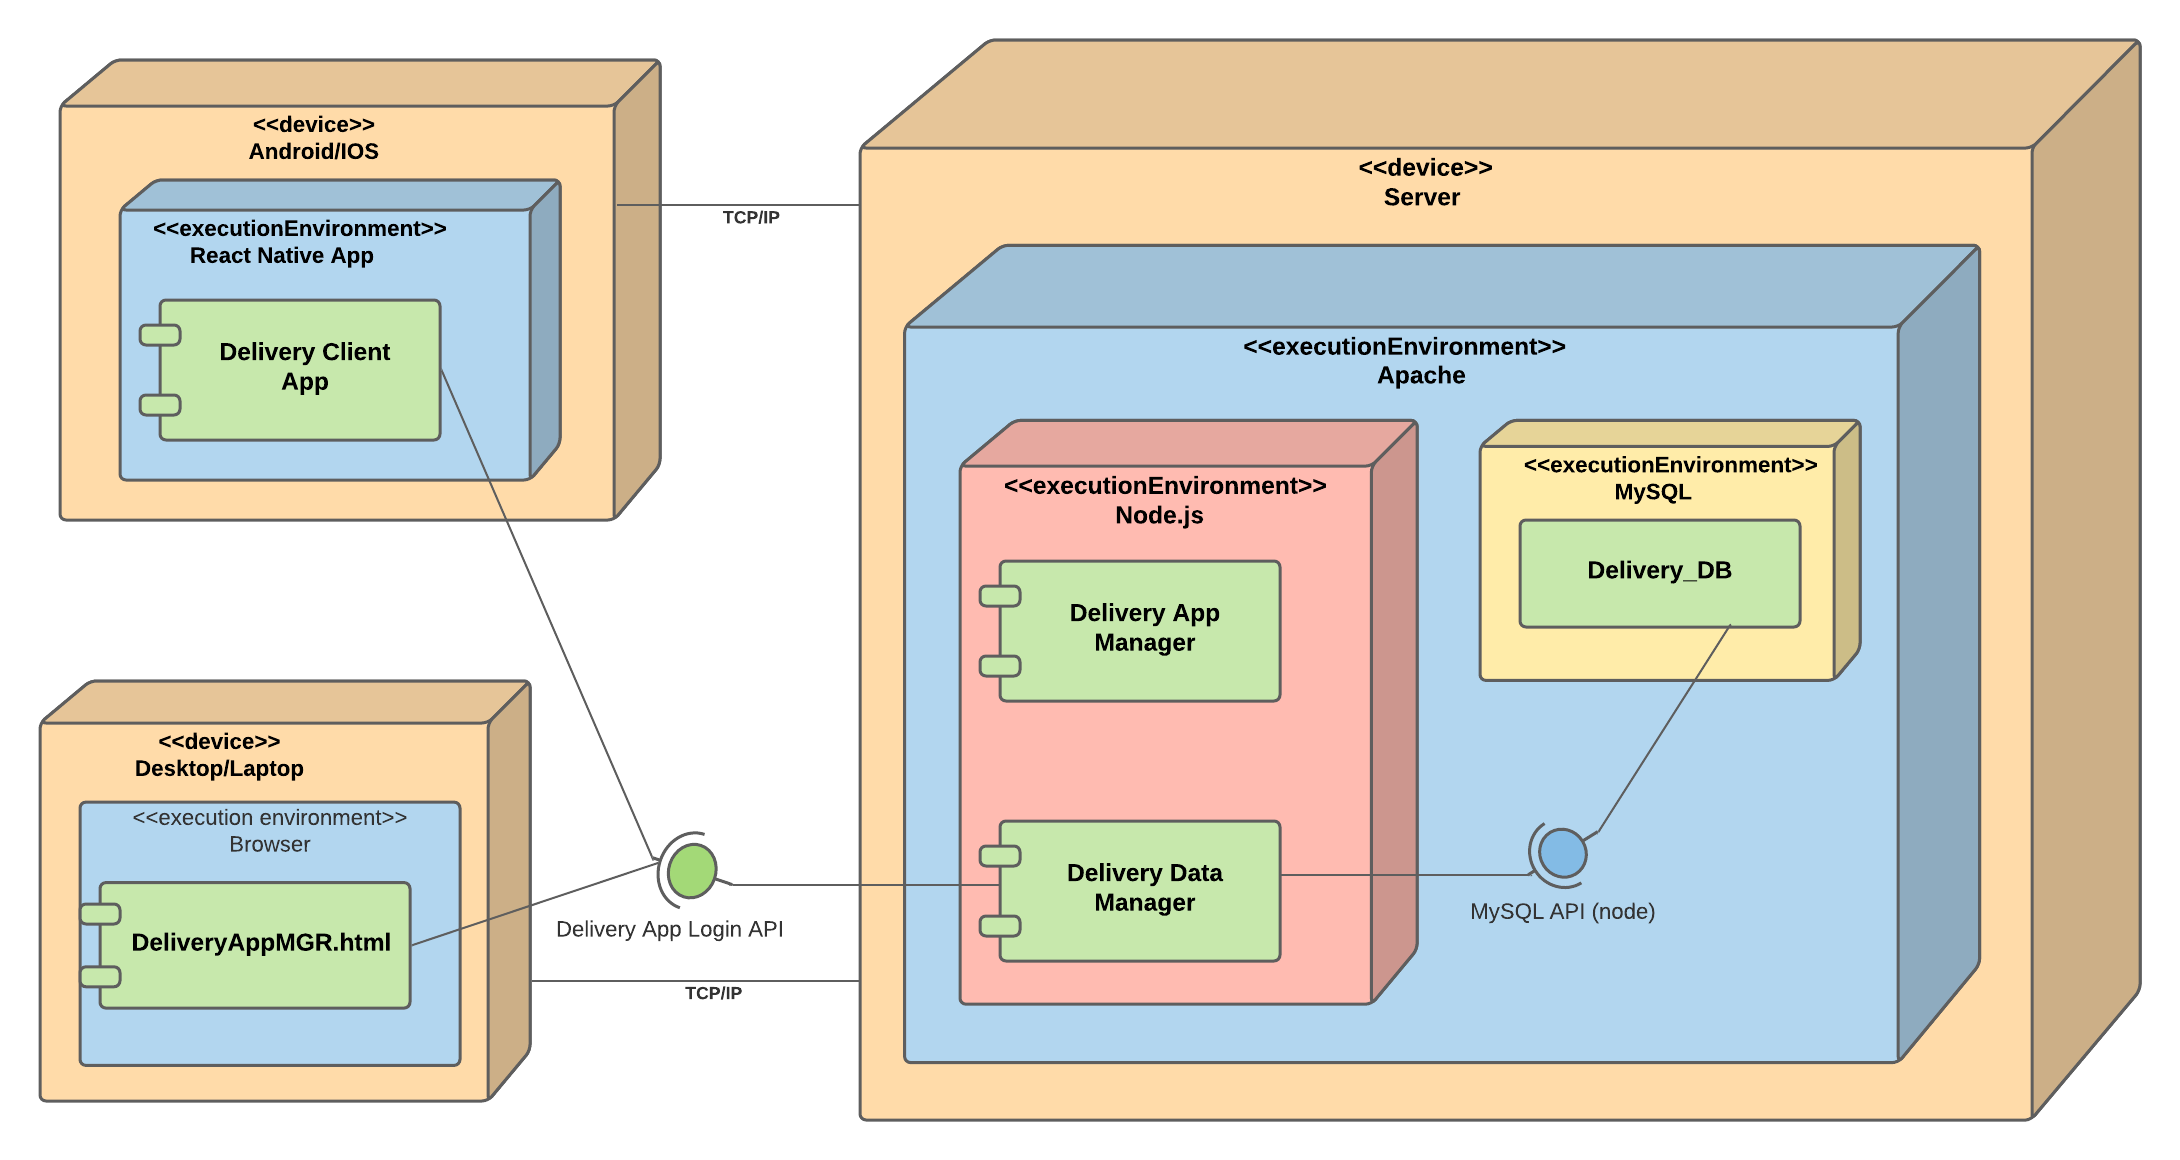 <<device>>
Android/IOS
<<executionEnvironment>>
React Native App
Delivery Client
App
TCP/IP
<<device>>
Server
<<executionEnvironment>>
Apache
<<executionEnvironment>>
Node.js
Delivery App
Manager
Delivery Data
Manager
<<executionEnvironment>>
MySQL
Delivery_DB
MySQL API (node)
<<device>>
Desktop/Laptop
<<execution environment>>
Browser
DeliveryAppMGR.html
Delivery App Login API
TCP/IP